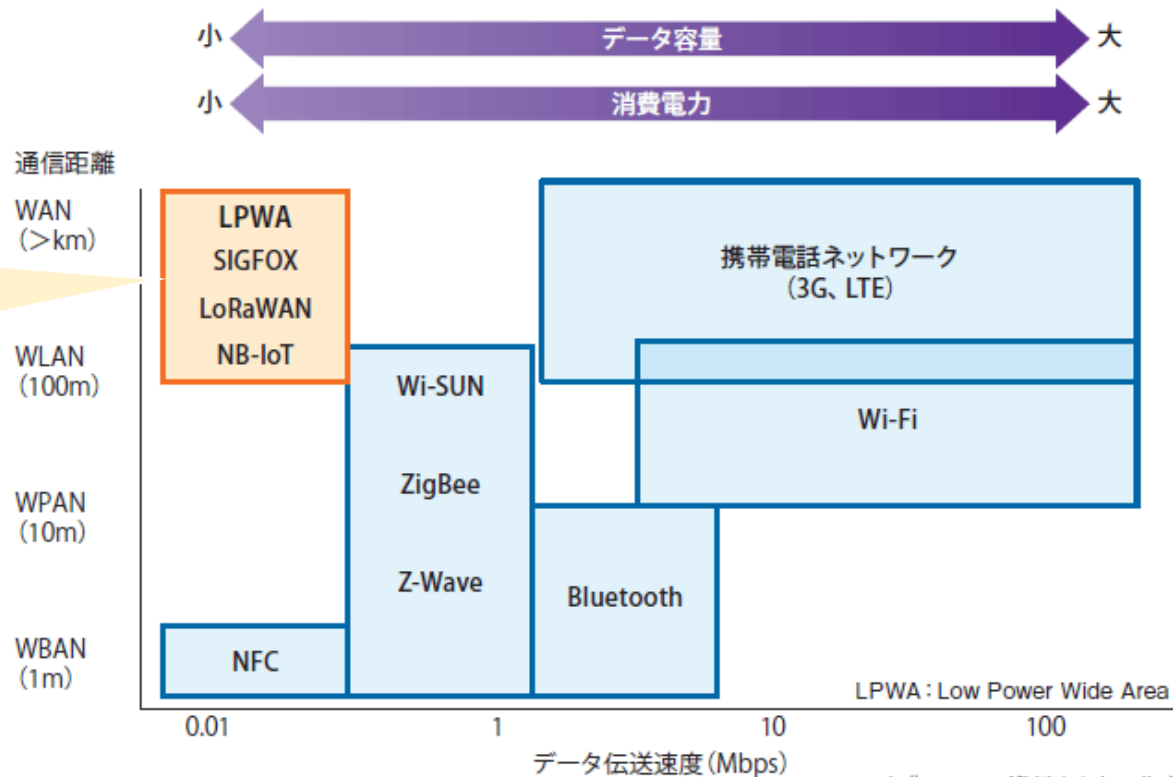 小 データ容量 大
小 消費電力 大
通信距離
WAN
(>km)
LPWA
SIGFOX
LoRaWAN
NB-IoT
携帯電話ネットワーク
(3G、LTE)
WLAN
(100m)
Wi-SUN
ZigBee
Z-Wave
Wi-Fi
WPAN
(10m)
Bluetooth
WBAN
(1m)
NFC
LPWA:Low Power Wide Area
0.01 1 10 100
データ伝送速度(Mbps)